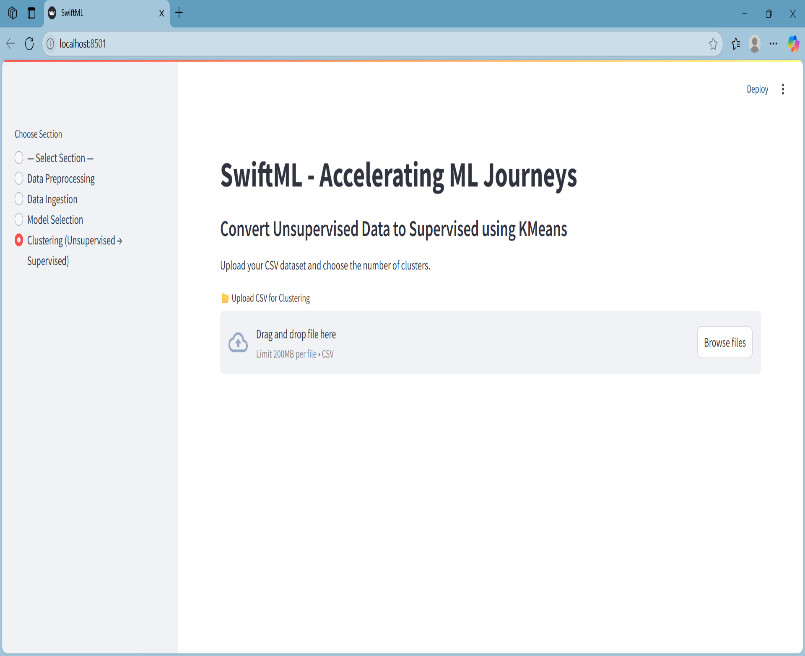 SwiftML
localhost:8501
Deploy
Choose Section
— Select Section —
Data Preprocessing
Data Ingestion
Model Selection
Clustering (Unsupervised →
Supervised)
SwiftML - Accelerating ML Journeys
Convert Unsupervised Data to Supervised using KMeans
Upload your CSV dataset and choose the number of clusters.
Upload CSV for Clustering
Drag and drop file here
Limit 200MB per file • CSV
Browse files